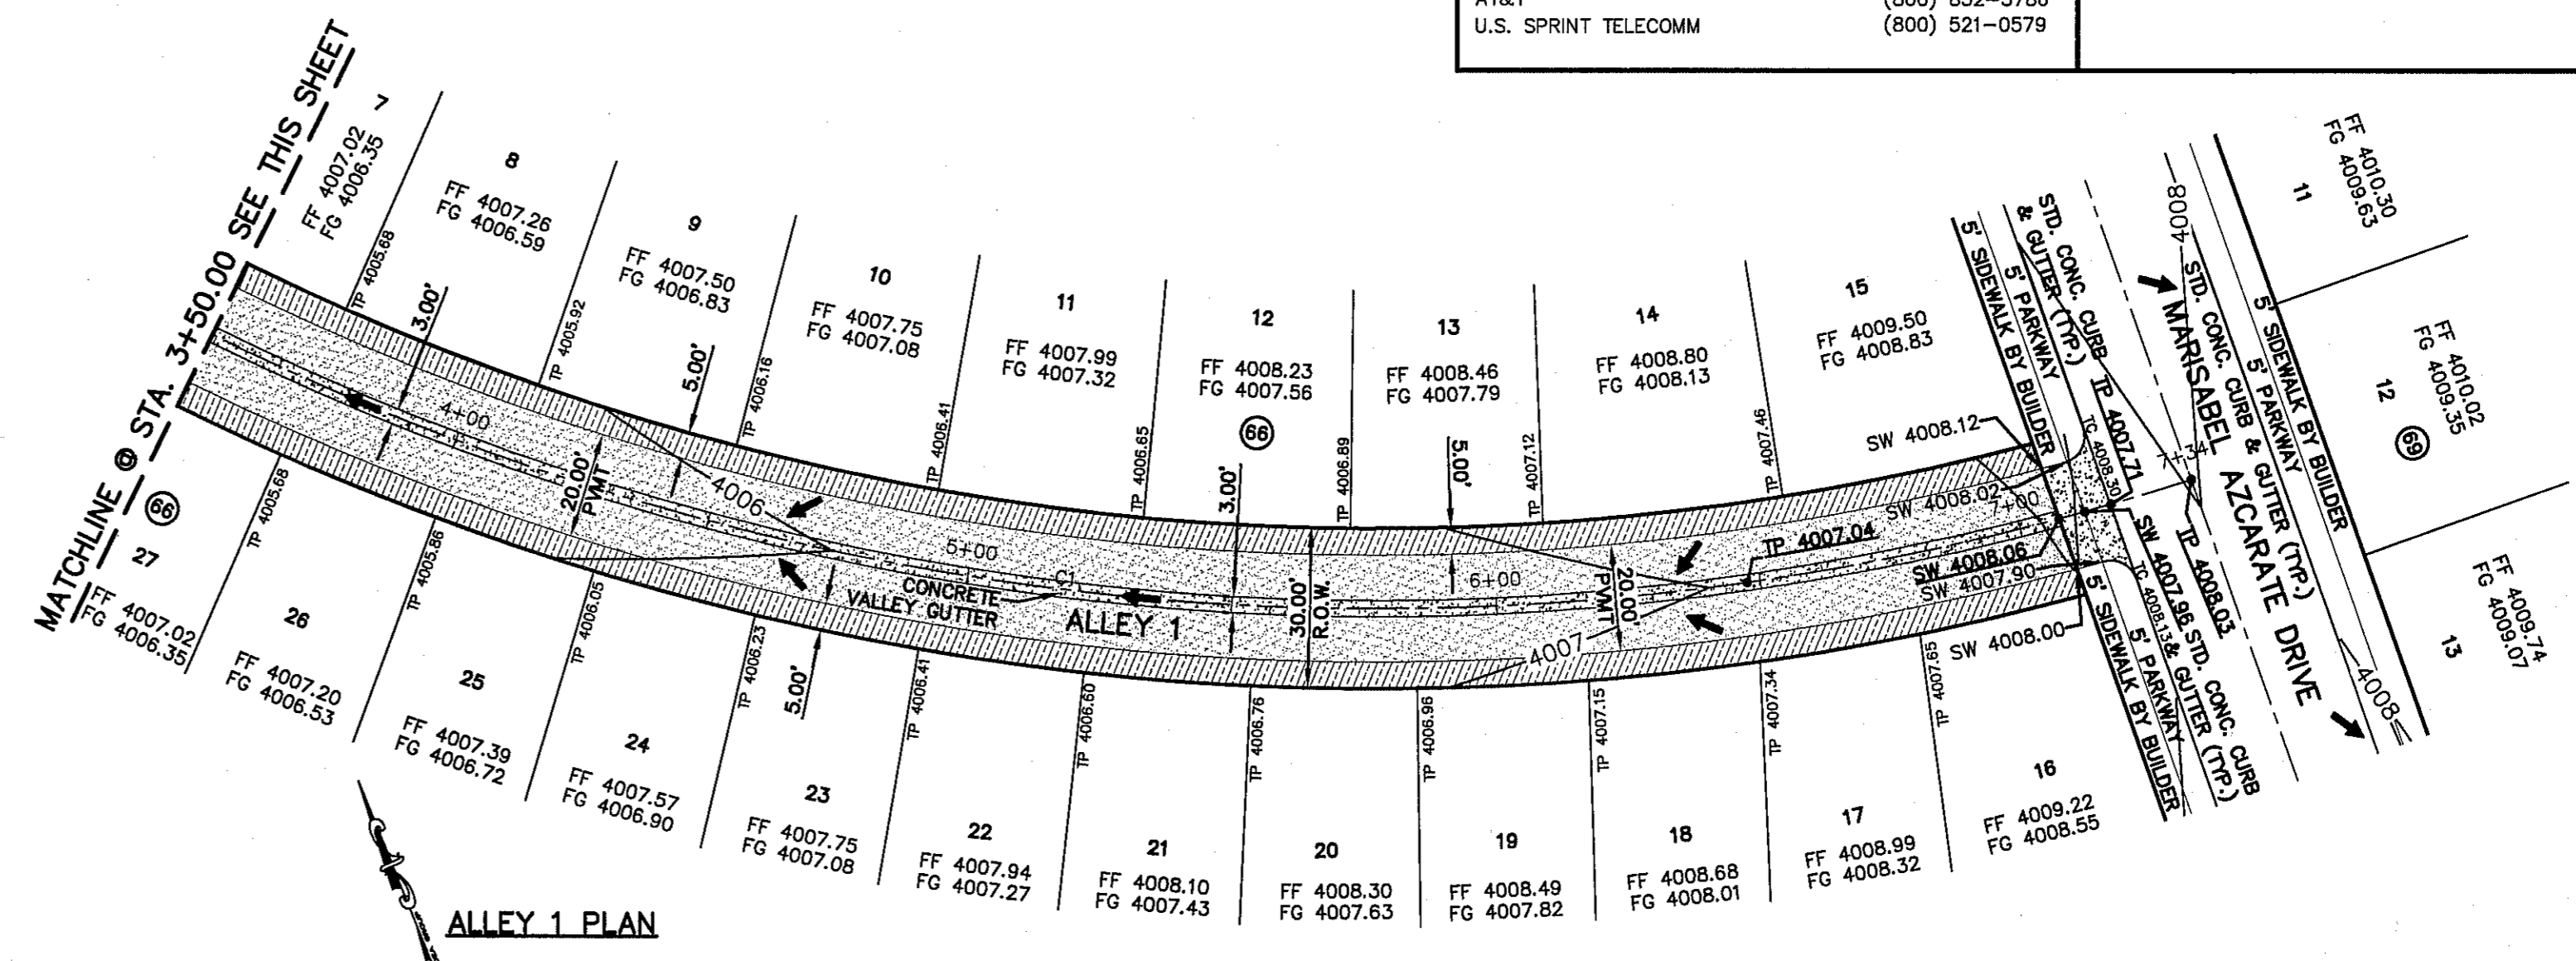 (800) 521-0579
U.S. SPRINT TELECOMM
MATCHLINE @ STA. 3+50.00 SEE THIS SHEET
7
FF 4007.02
FG 4006.35
TP 4005.68
8
FF 4007.26
FG 4006.59
TP 4005.92
9
FF 4007.50
FG 4006.83
TP 4006.16
10
FF 4007.75
FG 4007.08
TP 4006.41
11
FF 4007.99
FG 4007.32
TP 4006.65
12
FF 4008.23
FG 4007.56
66
TP 4006.89
13
FF 4008.46
FG 4007.79
TP 4007.12
14
FF 4008.80
FG 4008.13
TP 4007.46
15
FF 4009.50
FG 4008.83
3.00'
5.00'
3.00'
5.00'
4+00
20.00'
PVMT
4006
5+00
C1
CONCRETE
VALLEY GUTTER
ALLEY 1
30.00'
R.O.W.
6+00
20.00'
PVMT
4007
TP 4007.04
7+00
7+34
SW 4008.12
SW 4008.02
SW 4008.06
SW 4007.90
SW 4008.00
5' SIDEWALK BY BUILDER
5' PARKWAY
STD. CONC. CURB
& GUTTER (TYP.)
TP 4007.71
TC 4008.30
SW 4007.96
TP 4008.03
TC 4008.13
STD. CONC. CURB
& GUTTER (TYP.)
5' PARKWAY
5' SIDEWALK BY BUILDER
4008
MARISABEL AZCARATE DRIVE
STD. CONC. CURB & GUTTER (TYP.)
5' PARKWAY
5' SIDEWALK BY BUILDER
4008
11
FF 4010.30
FG 4009.63
12
FF 4010.02
FG 4009.35
69
13
FF 4009.74
FG 4009.07
66
27
FF 4007.02
FG 4006.35
TP 4005.68
26
FF 4007.20
FG 4006.53
TP 4005.86
25
FF 4007.39
FG 4006.72
TP 4006.05
24
FF 4007.57
FG 4006.90
TP 4006.23
5.00'
23
FF 4007.75
FG 4007.08
TP 4006.41
22
FF 4007.94
FG 4007.27
TP 4006.60
21
FF 4008.10
FG 4007.43
TP 4006.76
20
FF 4008.30
FG 4007.63
TP 4006.96
19
FF 4008.49
FG 4007.82
TP 4007.15
18
FF 4008.68
FG 4008.01
TP 4007.34
17
FF 4008.99
FG 4008.32
TP 4007.65
16
FF 4009.22
FG 4008.55
ALLEY 1 PLAN